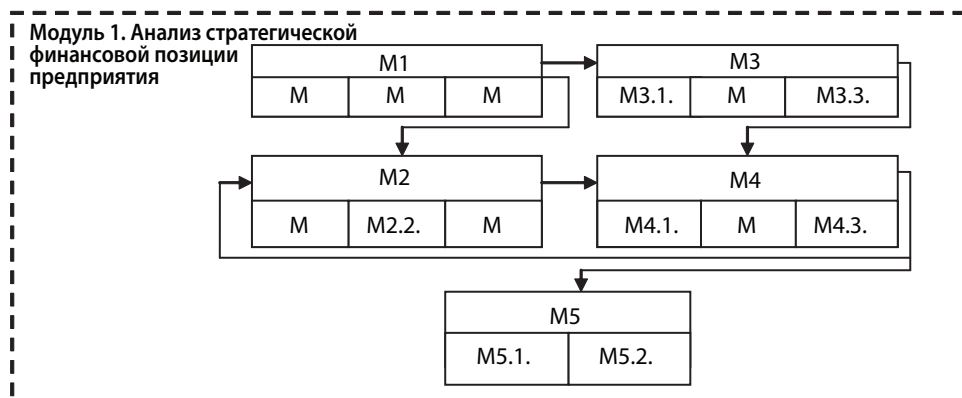 Модуль 1. Анализ стратегической
финансовой позиции
предприятия
М1
М М М
М3
М3.1. М М3.3.
М2
М М2.2. М
М4
М4.1. М М4.3.
М5
М5.1. М5.2.